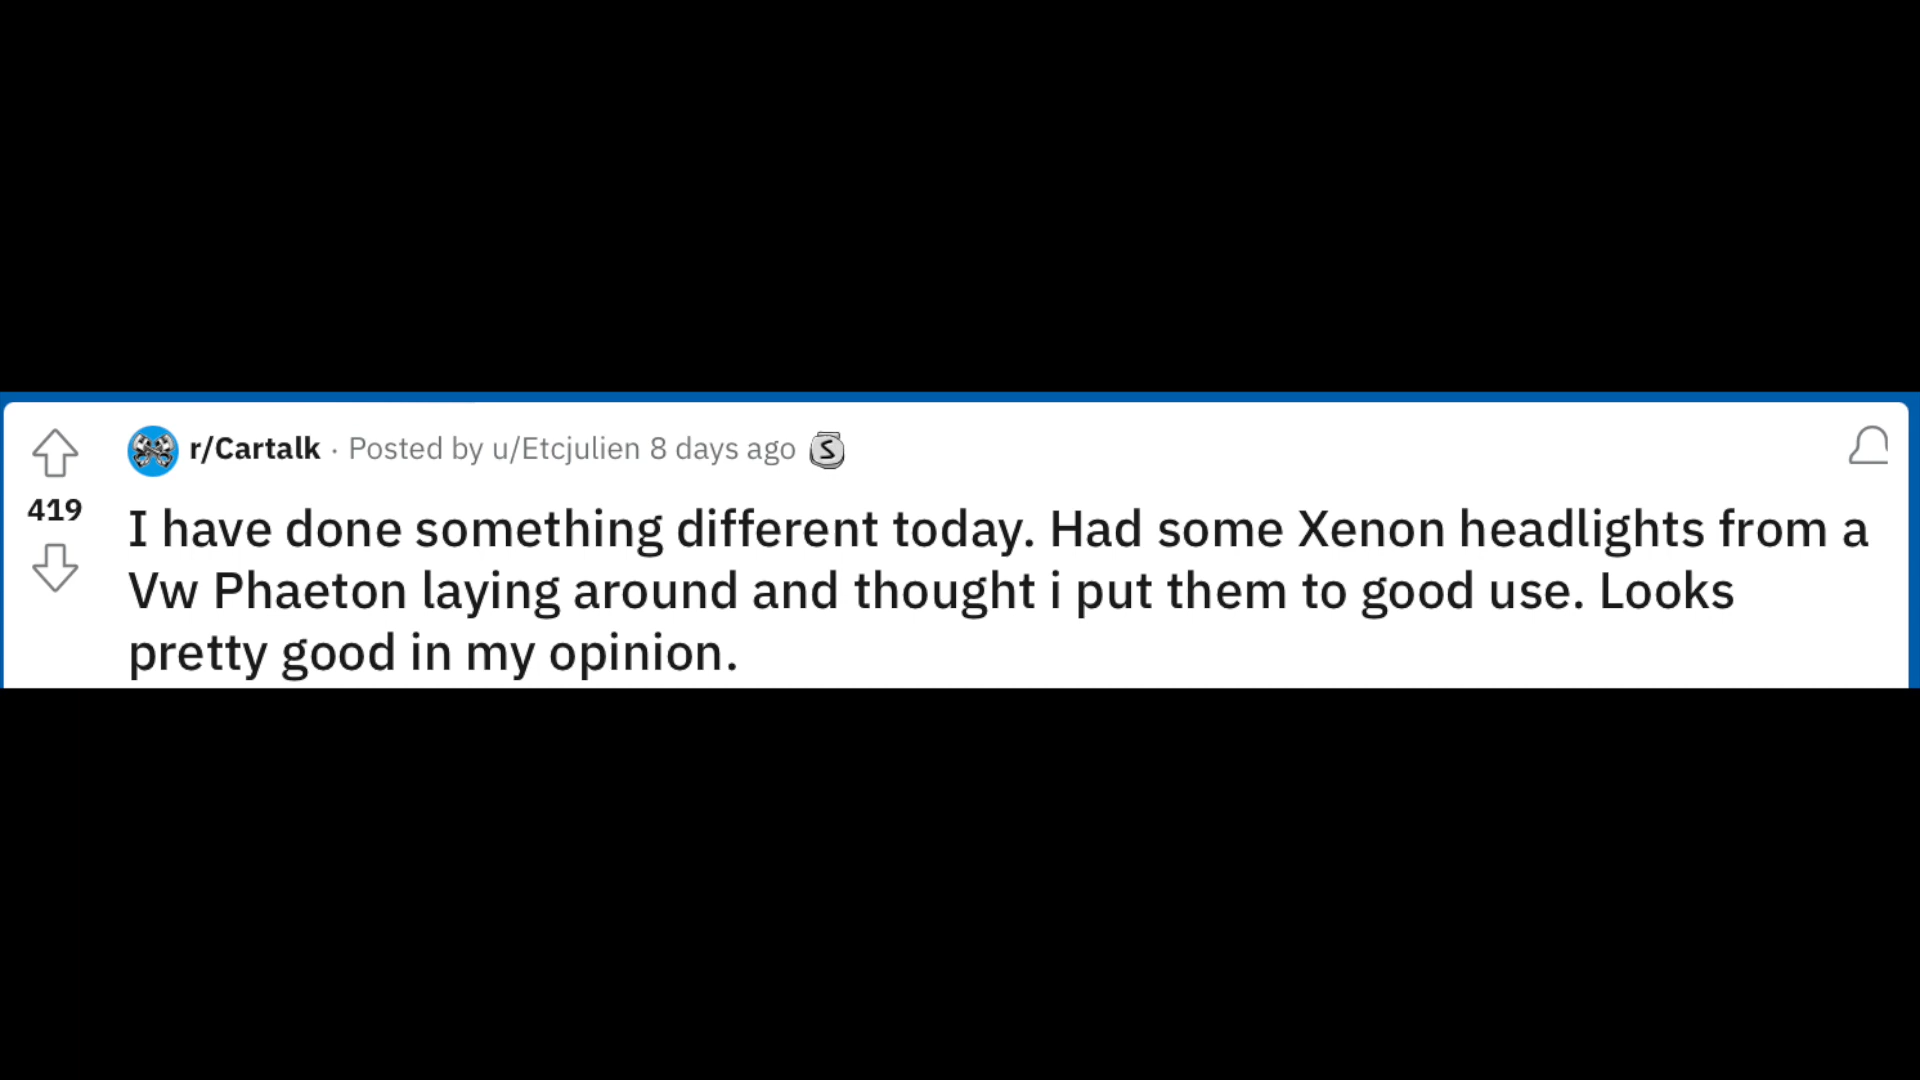 r/Cartalk · Posted by u/Etcjulien 8 days ago S
419
I have done something different today. Had some Xenon headlights from a
Vw Phaeton laying around and thought i put them to good use. Looks
pretty good in my opinion.